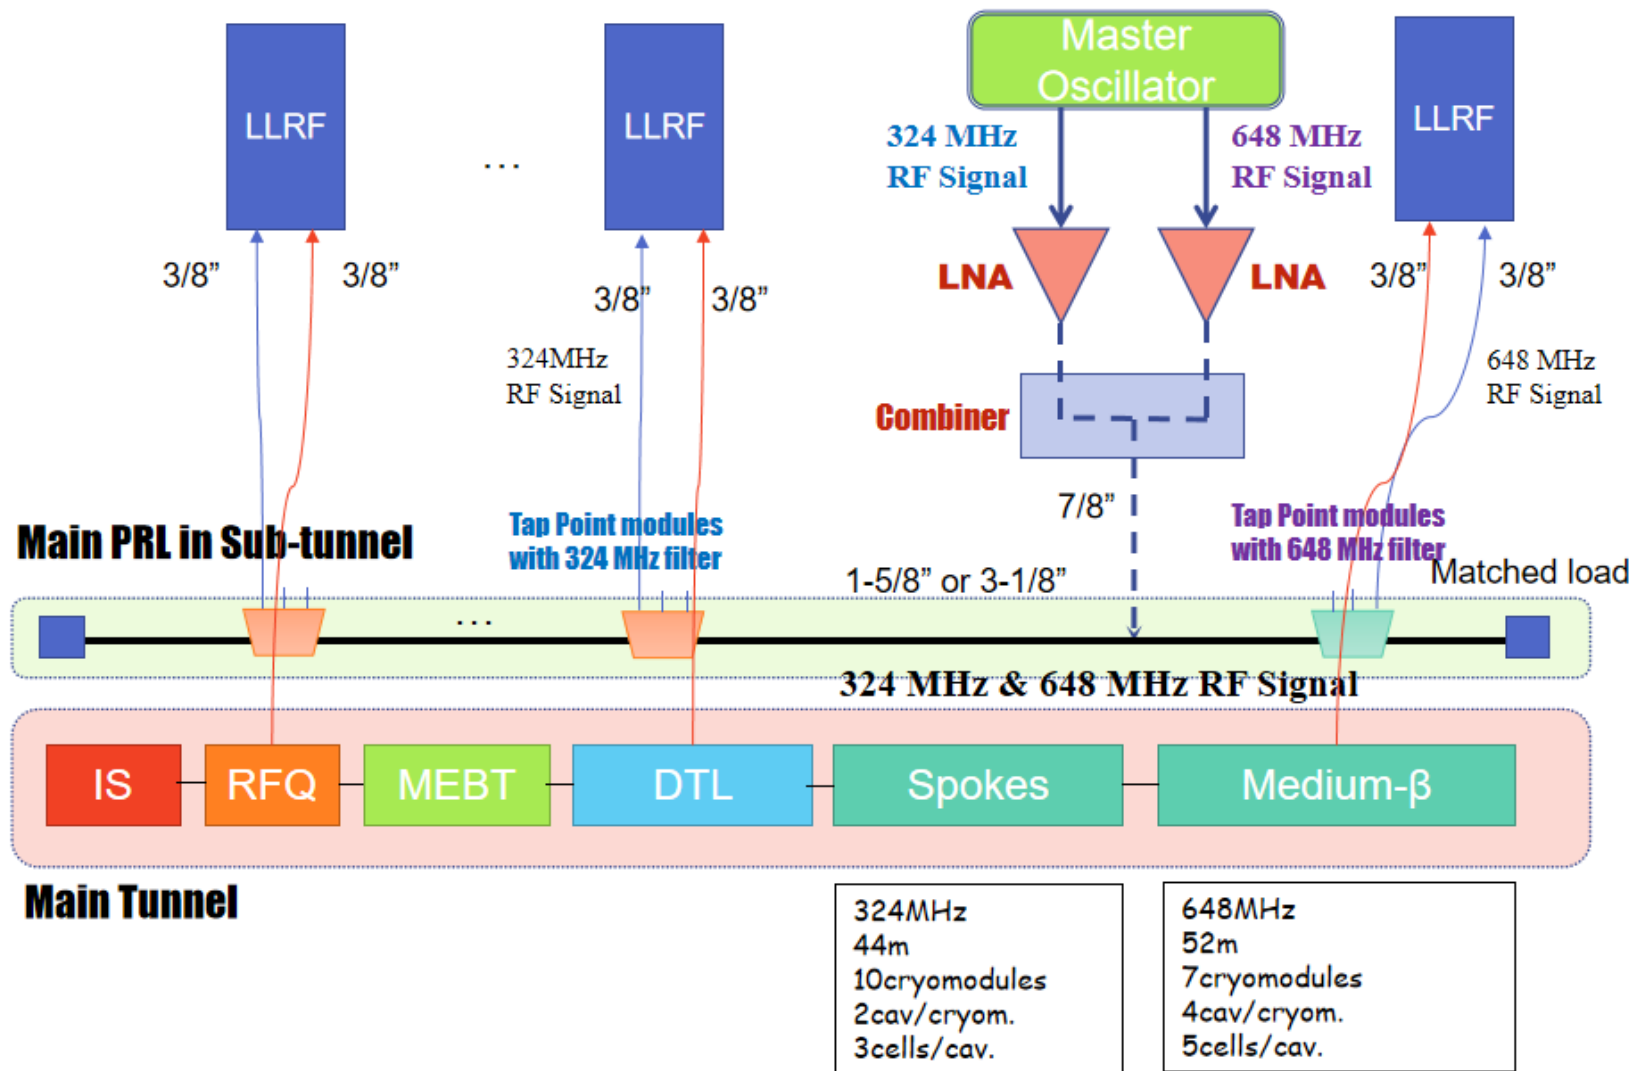 Master
Oscillator
LLRF
LLRF
LLRF
...
324 MHz
RF Signal
648 MHz
RF Signal
LNA
LNA
3/8”
3/8”
3/8”
3/8”
3/8”
3/8”
324MHz
RF Signal
648 MHz
RF Signal
Combiner
7/8”
Main PRL in Sub-tunnel
Tap Point modules
with 324 MHz filter
Tap Point modules
with 648 MHz filter
1-5/8” or 3-1/8”
Matched load
...
324 MHz & 648 MHz RF Signal
IS
RFQ
MEBT
DTL
Spokes
Medium-β
Main Tunnel
324MHz
44m
10cryomodules
2cav/cryom.
3cells/cav.
648MHz
52m
7cryomodules
4cav/cryom.
5cells/cav.